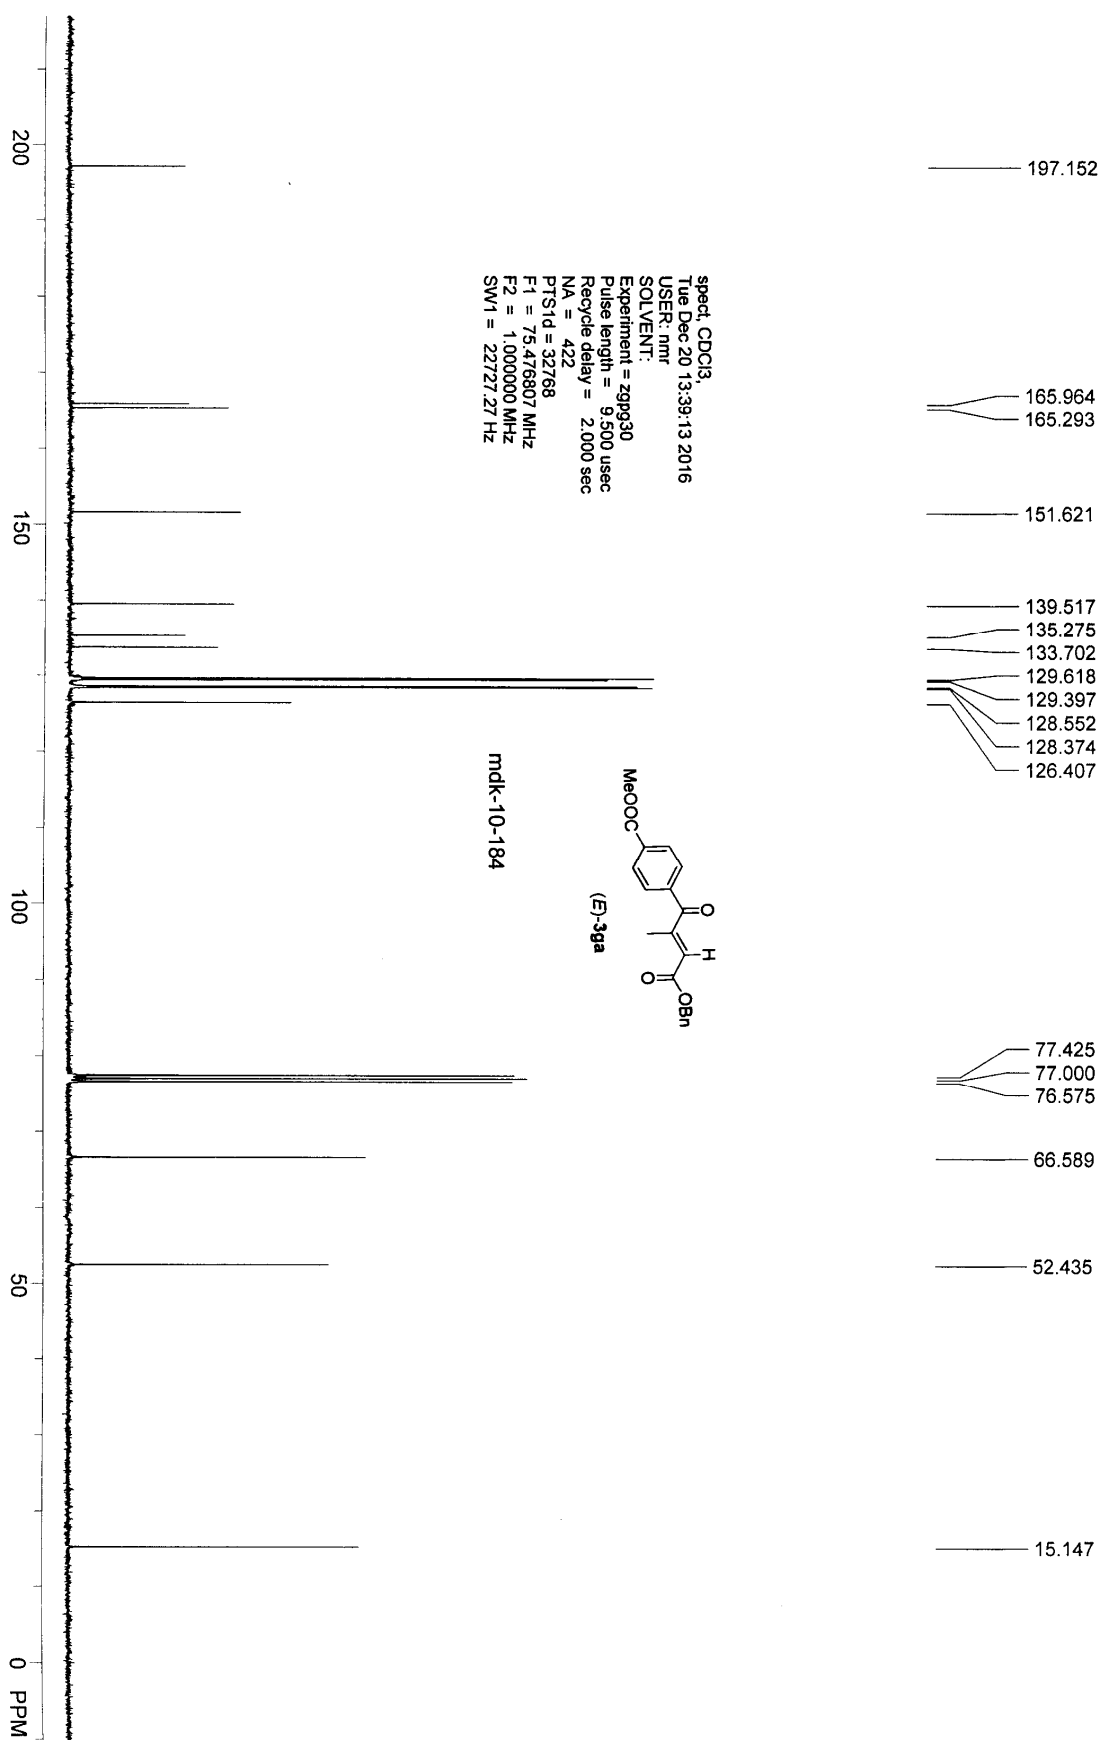 197.152
165.964
165.293
151.621
139.517
135.275
133.702
129.618
129.397
128.552
128.374
126.407
77.425
77.000
76.575
66.589
52.435
15.147
spect, CDCl3,
Tue Dec 20 13:39:13 2016
USER: nmr
SOLVENT:
Experiment = zgpg30
Pulse length = 9.500 usec
Recycle delay = 2.000 sec
NA = 422
PTS1d = 32768
F1 = 75.476807 MHz
F2 = 1.000000 MHz
SW1 = 22727.27 Hz
MeOOC
O
H
O
OBn
(E)-3ga
mdk-10-184
200
150
100
50
0 PPM